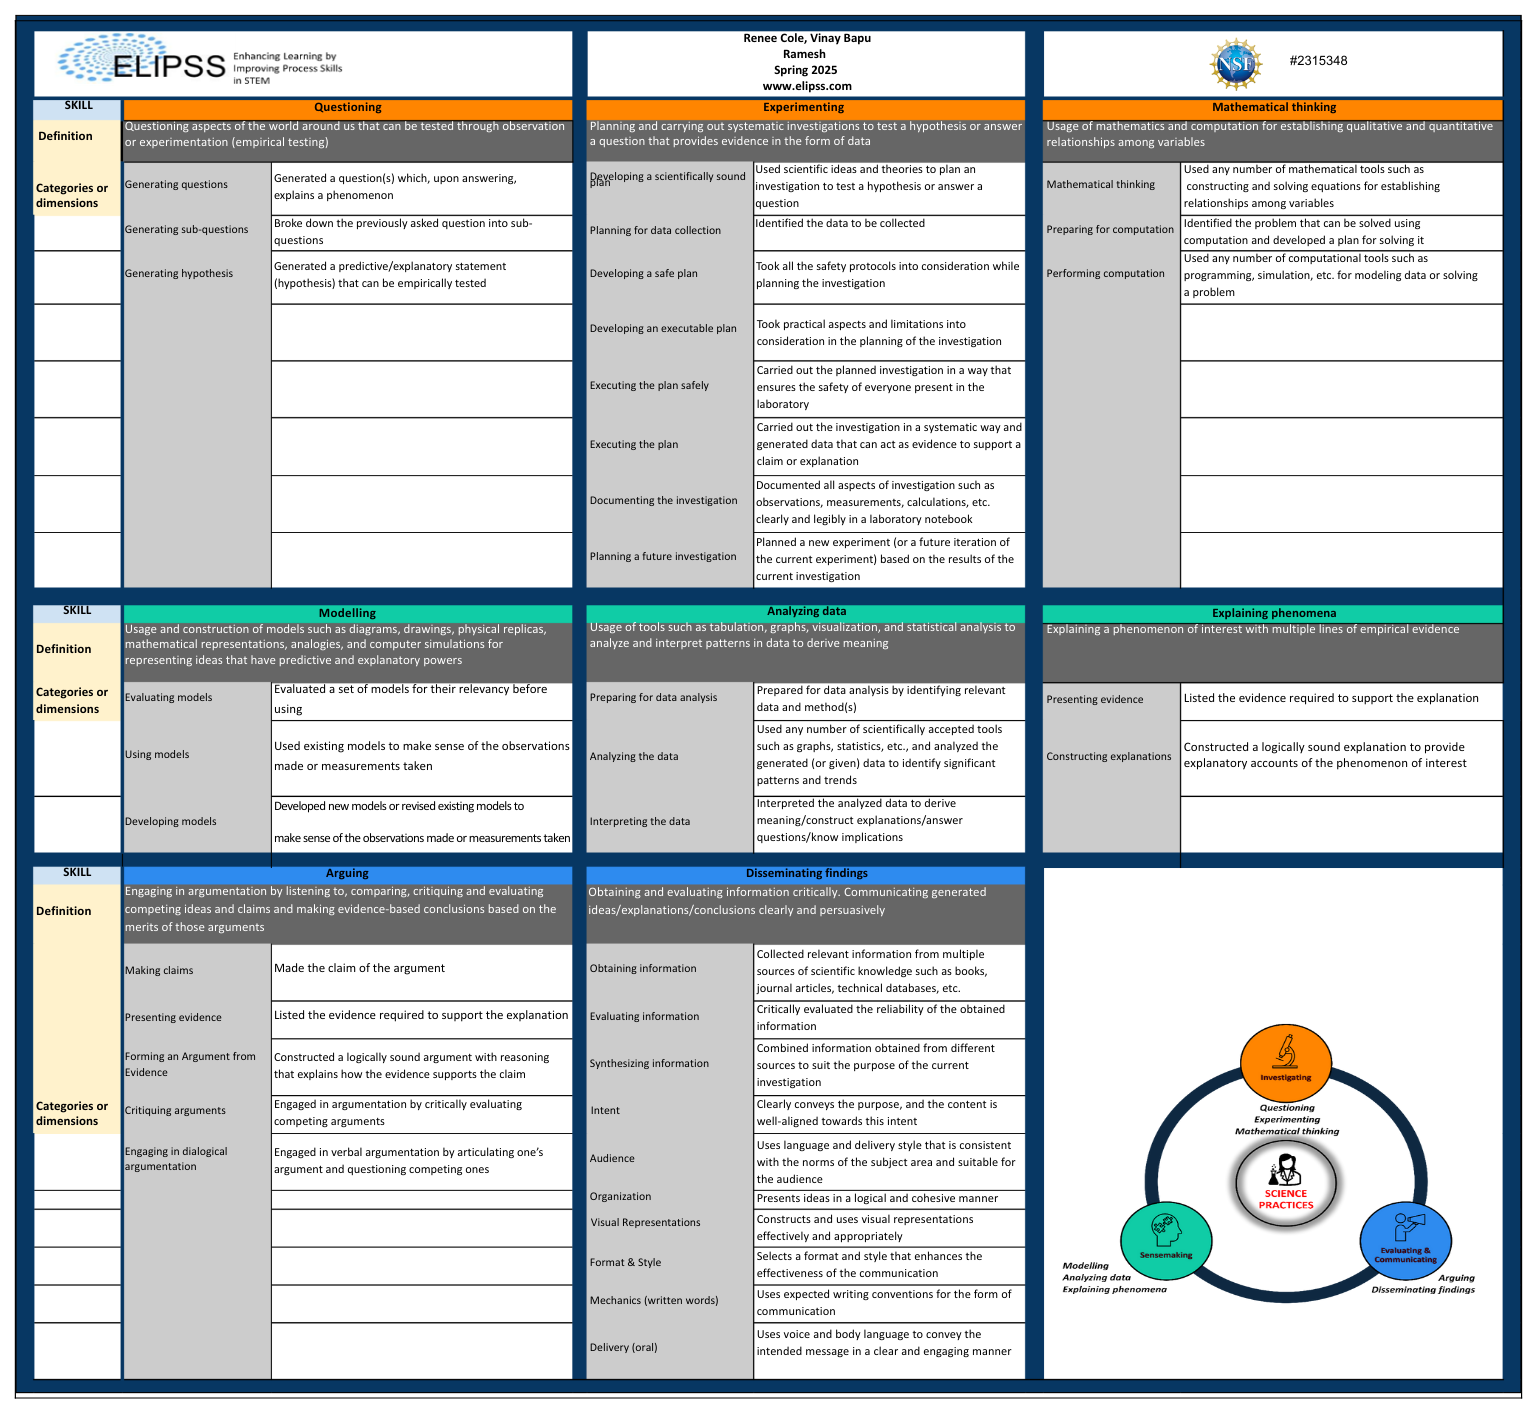 ELIPSS
Enhancing Learning by
Improving Process Skills
in STEM
Renee Cole, Vinay Bapu
Ramesh
Spring 2025
www.elipss.com
NSF
#2315348
SKILL
Questioning
Experimenting
Mathematical thinking
Definition
Questioning aspects of the world around us that can be tested through observation
or experimentation (empirical testing)
Planning and carrying out systematic investigations to test a hypothesis or answer
a question that provides evidence in the form of data
Usage of mathematics and computation for establishing qualitative and quantitative
relationships among variables
Categories or
dimensions
Generating questions
Generated a question(s) which, upon answering,
explains a phenomenon
Generating sub-questions
Broke down the previously asked question into sub-
questions
Generating hypothesis
Generated a predictive/explanatory statement
(hypothesis) that can be empirically tested
Developing a scientifically sound
plan
Used scientific ideas and theories to plan an
investigation to test a hypothesis or answer a
question
Planning for data collection
Identified the data to be collected
Developing a safe plan
Took all the safety protocols into consideration while
planning the investigation
Developing an executable plan
Took practical aspects and limitations into
consideration in the planning of the investigation
Executing the plan safely
Carried out the planned investigation in a way that
ensures the safety of everyone present in the
laboratory
Executing the plan
Carried out the investigation in a systematic way and
generated data that can act as evidence to support a
claim or explanation
Documenting the investigation
Documented all aspects of investigation such as
observations, measurements, calculations, etc.
clearly and legibly in a laboratory notebook
Planning a future investigation
Planned a new experiment (or a future iteration of
the current experiment) based on the results of the
current investigation
Mathematical thinking
Used any number of mathematical tools such as
constructing and solving equations for establishing
relationships among variables
Preparing for computation
Identified the problem that can be solved using
computation and developed a plan for solving it
Performing computation
Used any number of computational tools such as
programming, simulation, etc. for modeling data or solving
a problem
SKILL
Modelling
Analyzing data
Explaining phenomena
Definition
Usage and construction of models such as diagrams, drawings, physical replicas,
mathematical representations, analogies, and computer simulations for
representing ideas that have predictive and explanatory powers
Usage of tools such as tabulation, graphs, visualization, and statistical analysis to
analyze and interpret patterns in data to derive meaning
Explaining a phenomenon of interest with multiple lines of empirical evidence
Categories or
dimensions
Evaluating models
Evaluated a set of models for their relevancy before
using
Using models
Used existing models to make sense of the observations
made or measurements taken
Developing models
Developed new models or revised existing models to
make sense of the observations made or measurements taken
Preparing for data analysis
Prepared for data analysis by identifying relevant
data and method(s)
Analyzing the data
Used any number of scientifically accepted tools
such as graphs, statistics, etc., and analyzed the
generated (or given) data to identify significant
patterns and trends
Interpreting the data
Interpreted the analyzed data to derive
meaning/construct explanations/answer
questions/know implications
Presenting evidence
Listed the evidence required to support the explanation
Constructing explanations
Constructed a logically sound explanation to provide
explanatory accounts of the phenomenon of interest
SKILL
Arguing
Disseminating findings
Definition
Engaging in argumentation by listening to, comparing, critiquing and evaluating
competing ideas and claims and making evidence-based conclusions based on the
merits of those arguments
Obtaining and evaluating information critically. Communicating generated
ideas/explanations/conclusions clearly and persuasively
Categories or
dimensions
Making claims
Made the claim of the argument
Presenting evidence
Listed the evidence required to support the explanation
Forming an Argument from
Evidence
Constructed a logically sound argument with reasoning
that explains how the evidence supports the claim
Critiquing arguments
Engaged in argumentation by critically evaluating
competing arguments
Engaging in dialogical
argumentation
Engaged in verbal argumentation by articulating one’s
argument and questioning competing ones
Obtaining information
Collected relevant information from multiple
sources of scientific knowledge such as books,
journal articles, technical databases, etc.
Evaluating information
Critically evaluated the reliability of the obtained
information
Synthesizing information
Combined information obtained from different
sources to suit the purpose of the current
investigation
Intent
Clearly conveys the purpose, and the content is
well-aligned towards this intent
Audience
Uses language and delivery style that is consistent
with the norms of the subject area and suitable for
the audience
Organization
Presents ideas in a logical and cohesive manner
Visual Representations
Constructs and uses visual representations
effectively and appropriately
Format & Style
Selects a format and style that enhances the
effectiveness of the communication
Mechanics (written words)
Uses expected writing conventions for the form of
communication
Delivery (oral)
Uses voice and body language to convey the
intended message in a clear and engaging manner
Investigating
Questioning
Experimenting
Mathematical thinking
SCIENCE
PRACTICES
Sensemaking
Modelling
Analyzing data
Explaining phenomena
Evaluating &
Communicating
Arguing
Disseminating findings